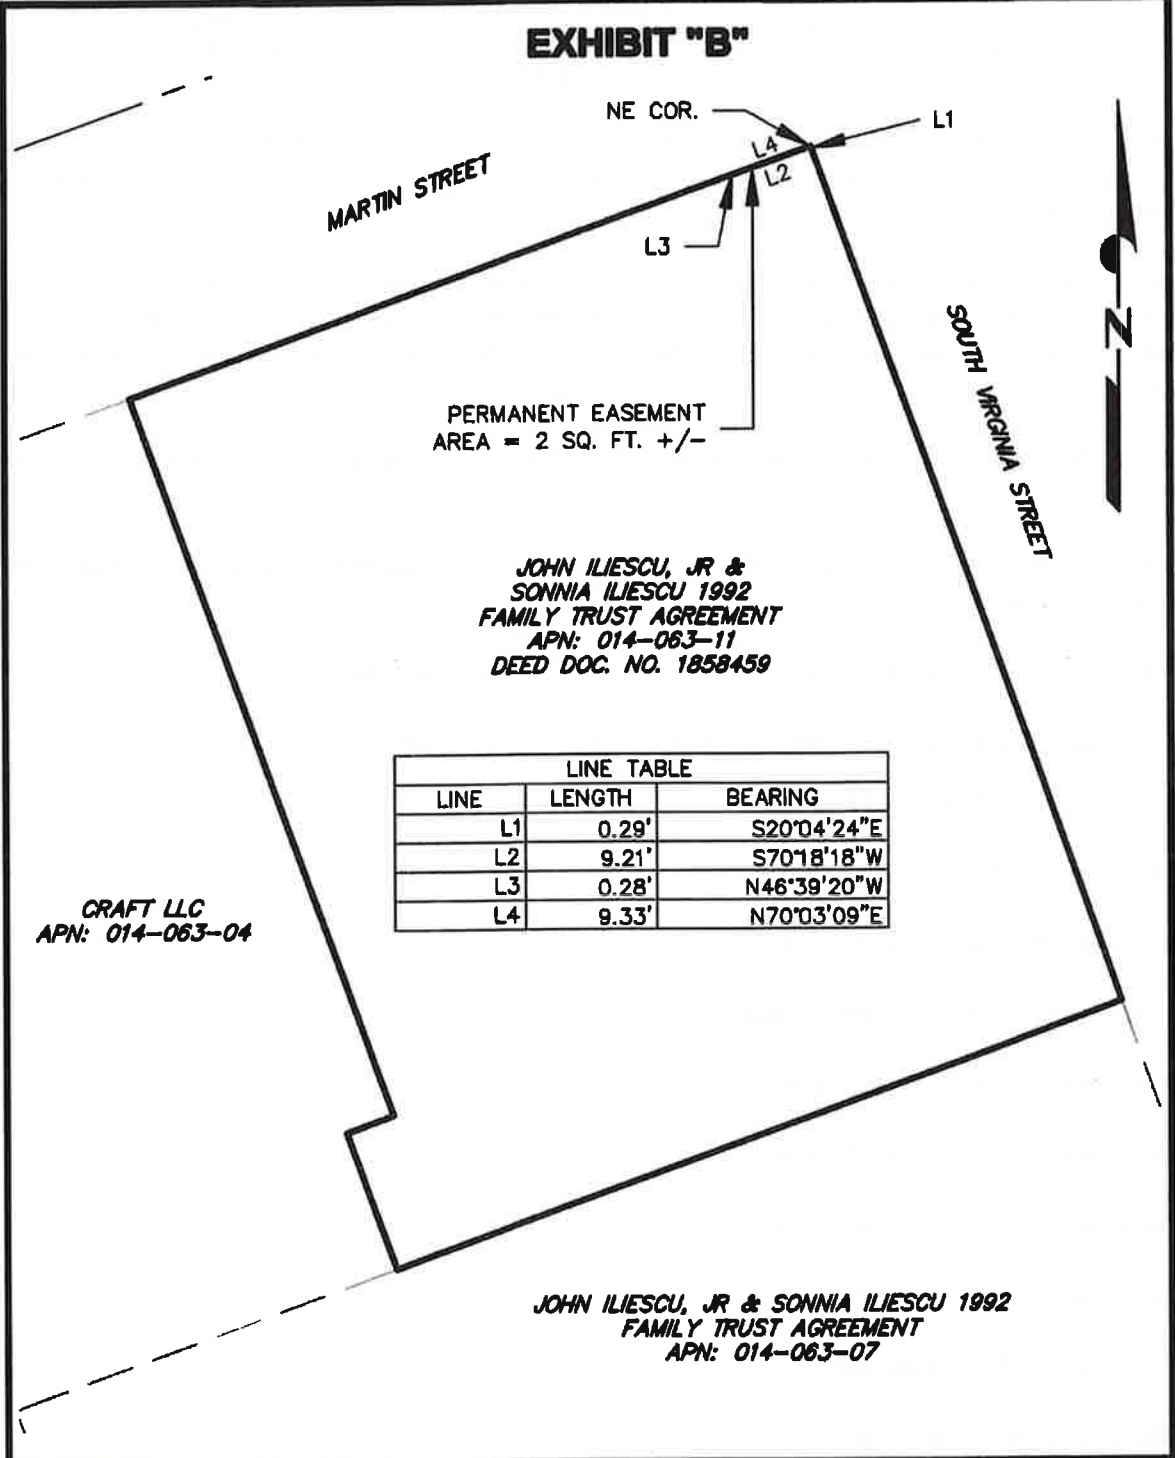 EXHIBIT "B"
NE COR.
L1
L4
L2
MARTIN STREET
L3
N
SOUTH VIRGINIA STREET
PERMANENT EASEMENT
AREA = 2 SQ. FT. +/-
JOHN ILIESCU, JR &
SONNIA ILIESCU 1992
FAMILY TRUST AGREEMENT
APN: 014-063-11
DEED DOC. NO. 1858459
LINE TABLE
LINE LENGTH BEARING
L1 0.29' S20°04'24"E
L2 9.21' S70°18'18"W
L3 0.28' N46°39'20"W
L4 9.33' N70°03'09"E
CRAFT LLC
APN: 014-063-04
JOHN ILIESCU, JR & SONNIA ILIESCU 1992
FAMILY TRUST AGREEMENT
APN: 014-063-07